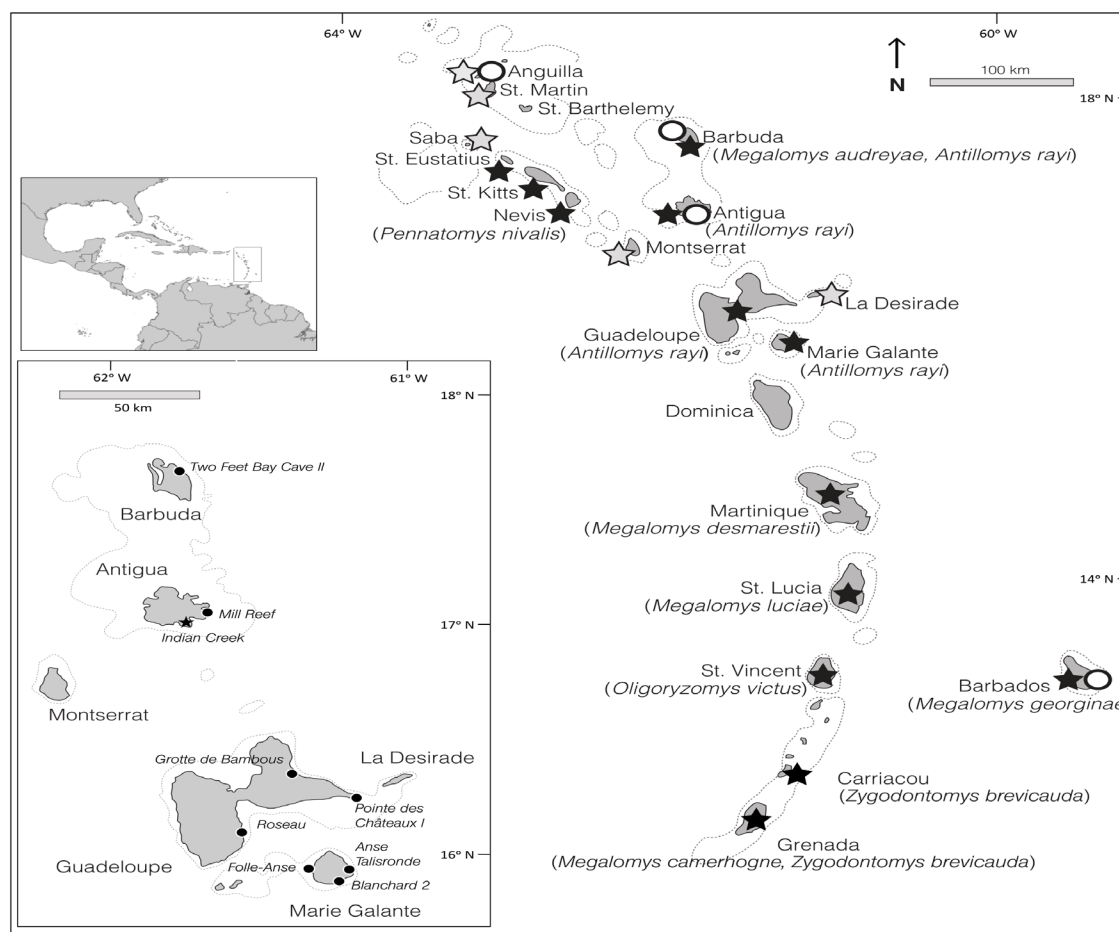 64° W
60° W
N
100 km
18° N
Anguilla
St. Martin
St. Barthelemy
Saba
St. Eustatius
St. Kitts
Nevis
(Pennatomys nivalis)
Barbuda
(Megalomys audreyae, Antillomys rayi)
Antigua
(Antillomys rayi)
Montserrat
La Desirade
Guadeloupe
(Antillomys rayi)
Marie Galante
(Antillomys rayi)
Dominica
Martinique
(Megalomys desmarestii)
14° N
St. Lucia
(Megalomys luciae)
St. Vincent
(Oligoryzomys victus)
Barbados
(Megalomys georginae
Carriacou
(Zygodontomys brevicauda)
Grenada
(Megalomys camerhogne, Zygodontomys brevicauda)
62° W
61° W
50 km
18° N
Two Feet Bay Cave II
Barbuda
Antigua
Mill Reef
Indian Creek
17° N
Montserrat
Grotte de Bambous
La Desirade
Pointe des
Châteaux I
Roseau
Guadeloupe
Anse
Talisronde
16° N
Folle-Anse
Blanchard 2
Marie Galante